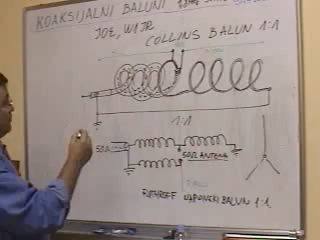 KOAKSIJALNI BALUNI
JOE, W1JR
COLLINS BALUN 1:1
1:1
50Ω
50Ω ANTENA
RUTHROFF NAPONSKI BALUN 1:1